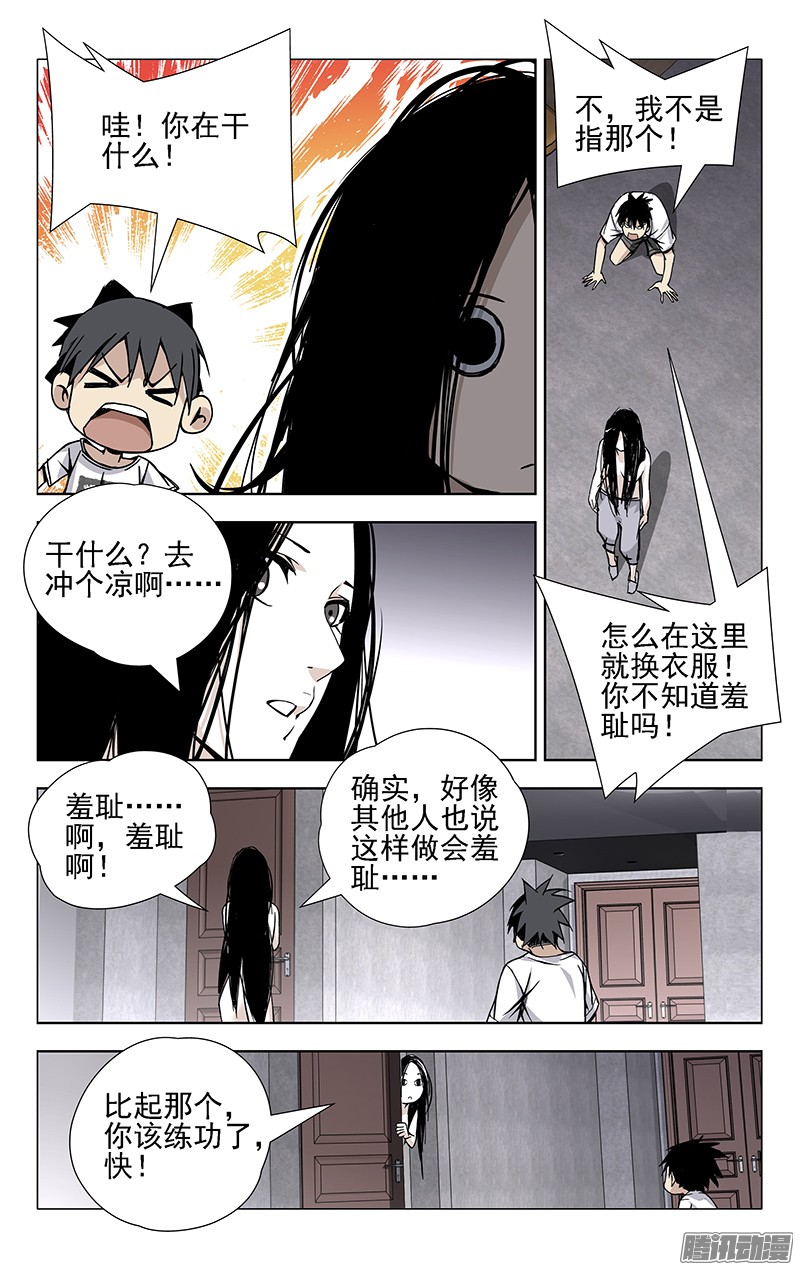 哇！你在干
什么！
干什么？去
冲个凉啊……
不，我不是
指那个！
怎么在这里
就换衣服！
你不知道羞
耻吗！
羞耻……
啊，羞耻
啊！
确实，好像
其他人也说
这样做会羞
耻……
比起那个，
你该练功了，
快！
腾讯动漫